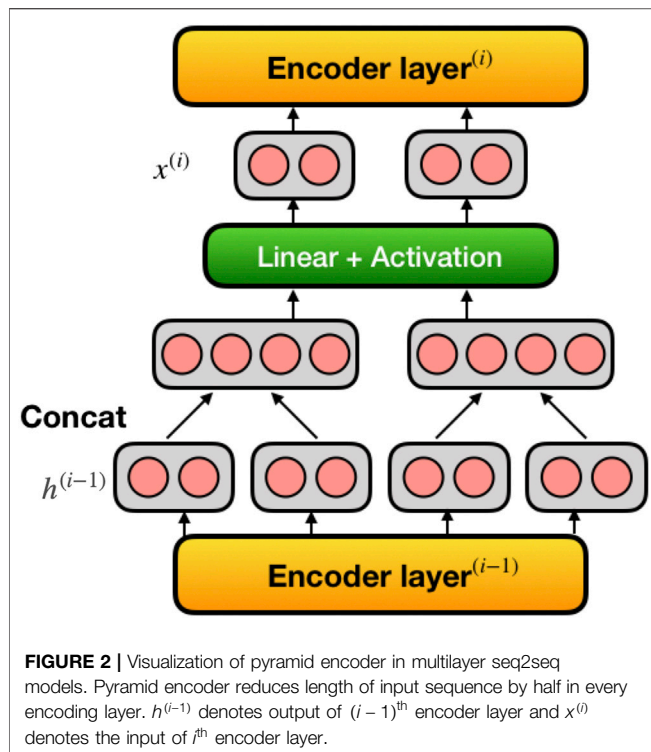 Encoder layer⁽ⁱ⁾
x⁽ⁱ⁾
Linear + Activation
Concat
h⁽ⁱ⁻¹⁾
Encoder layer⁽ⁱ⁻¹⁾
FIGURE 2 | Visualization of pyramid encoder in multilayer seq2seq
models. Pyramid encoder reduces length of input sequence by half in every
encoding layer. h⁽ⁱ⁻¹⁾ denotes output of (i − 1)ᵗʰ encoder layer and x⁽ⁱ⁾
denotes the input of iᵗʰ encoder layer.